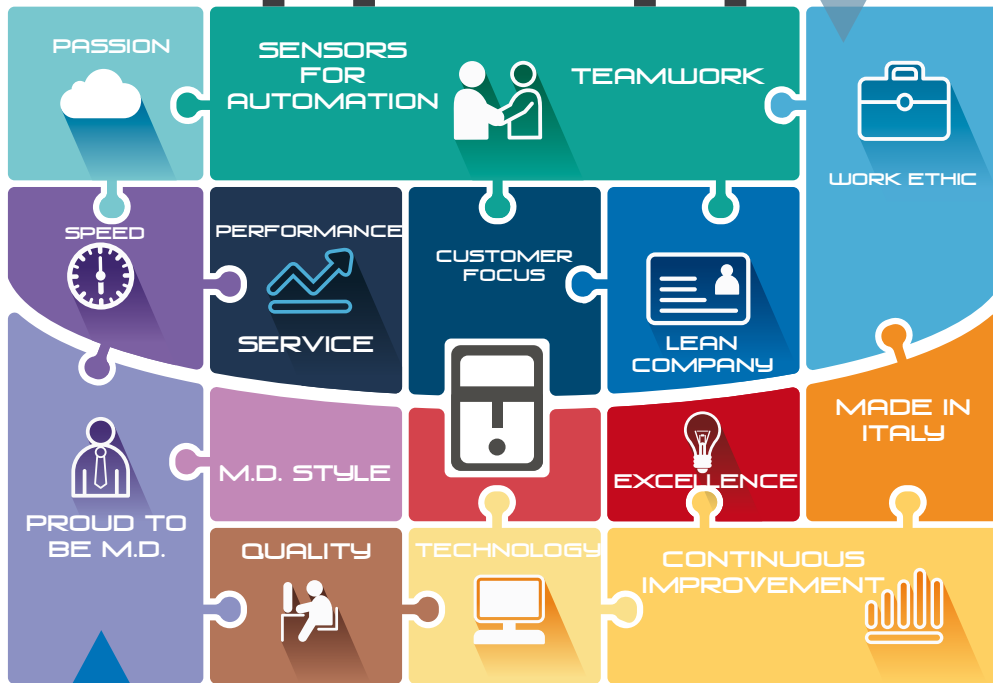 PASSION
SENSORS
FOR
AUTOMATION
TEAMWORK
WORK ETHIC
SPEED
PERFORMANCE
SERVICE
CUSTOMER
FOCUS
LEAN
COMPANY
MADE IN
ITALY
M.D. STYLE
EXCELLENCE
PROUD TO
BE M.D.
QUALITY
TECHNOLOGY
CONTINUOUS
IMPROVEMENT